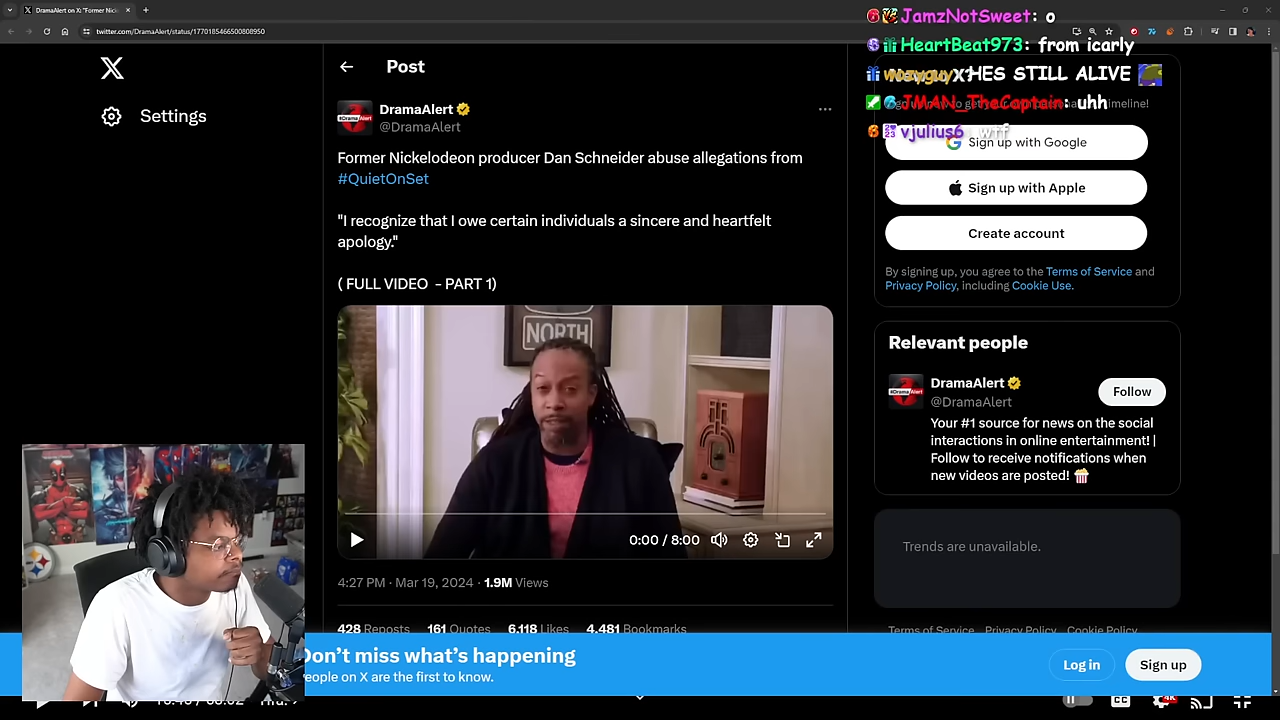 DramaAlert on X: "Former Nick
twitter.com/DramaAlert/status/1770185466500808950
JamzNotSweet: o
HeartBeat973: from icarly
HES STILL ALIVE
JMAN_TheCaptain: uhh
vjulius6: wtf
Settings
Post
DramaAlert
@DramaAlert
Former Nickelodeon producer Dan Schneider abuse allegations from
#QuietOnSet
"I recognize that I owe certain individuals a sincere and heartfelt
apology."
( FULL VIDEO - PART 1)
NORTH
0:00 / 8:00
4:27 PM · Mar 19, 2024 · 1.9M Views
428 Reposts 161 Quotes 6,118 Likes 4,481 Bookmarks
Sign up with Google
Sign up with Apple
Create account
By signing up, you agree to the Terms of Service and
Privacy Policy, including Cookie Use.
Relevant people
DramaAlert
@DramaAlert
Follow
Your #1 source for news on the social
interactions in online entertainment! |
Follow to receive notifications when
new videos are posted!
Trends are unavailable.
Terms of Service Privacy Policy Cookie Policy
Don't miss what's happening
People on X are the first to know.
Log in
Sign up
CC
4K